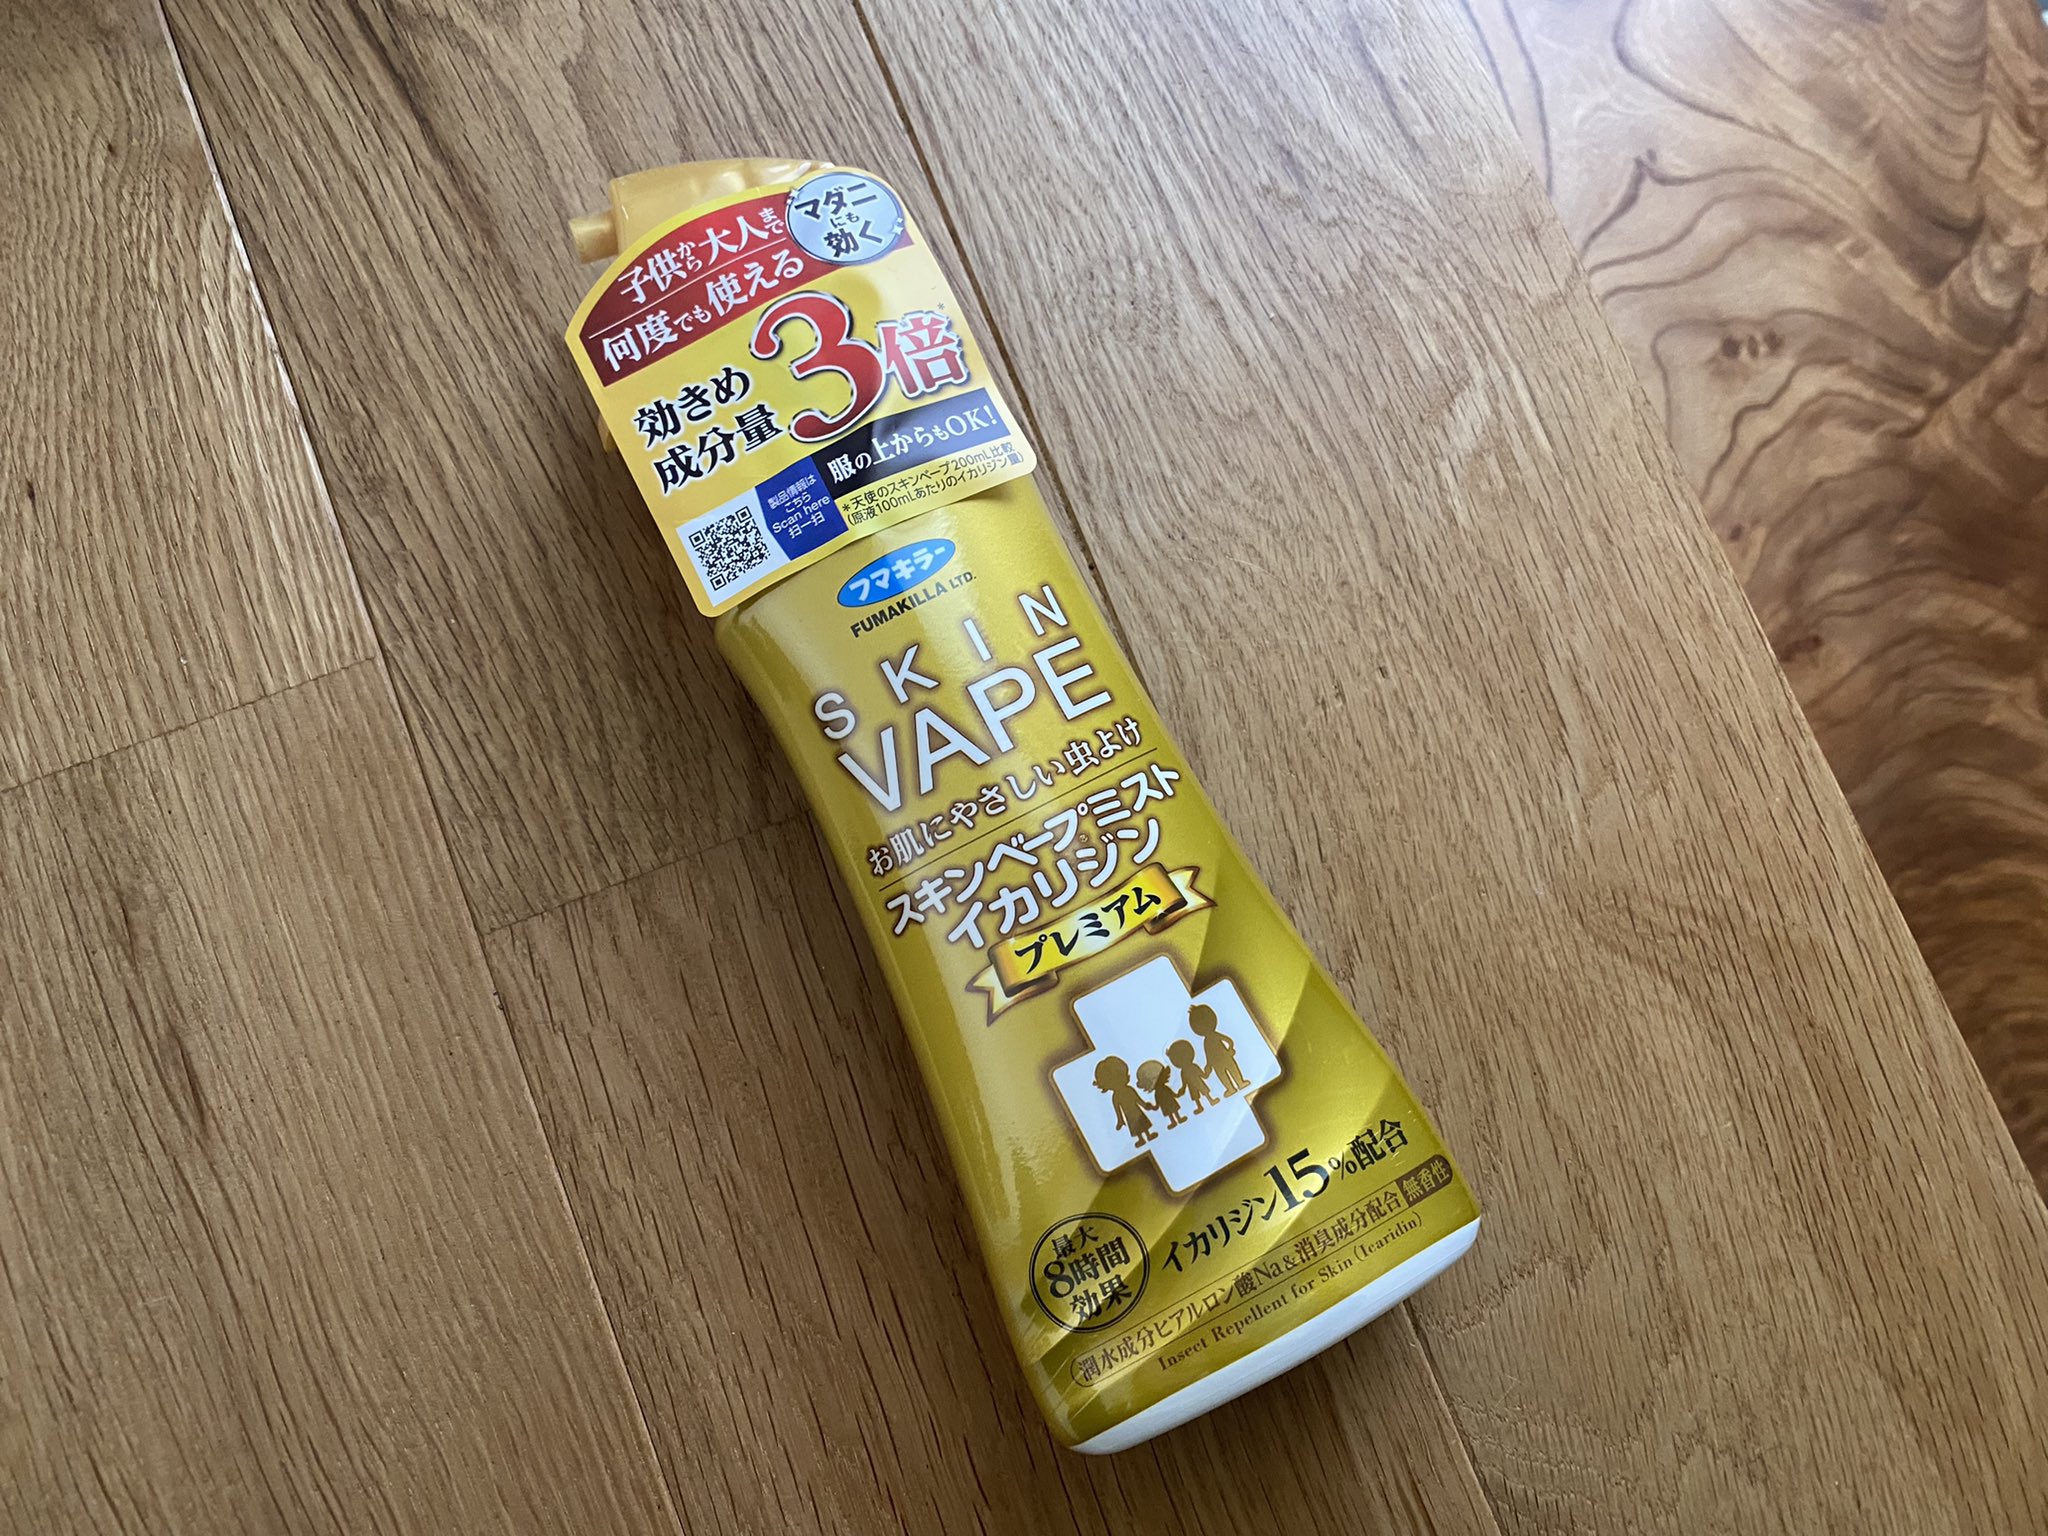 マダニ
にも
効く
子供から大人まで
何度でも使える
効きめ
成分量
3倍*
服の上からもOK!
製品情報は
こちら
Scan here
扫一扫
*天使のスキンベープ200mL比較
(原液100mLあたりのイカリジン量)
フマキラー
FUMAKILLA LTD.
SKIN
VAPE
お肌にやさしい虫よけ
スキンベープミスト
イカリジン
プレミアム
イカリジン15%配合
最大
8時間
効果
潤水成分ヒアルロン酸Na&消臭成分配合 無香性
Insect Repellent for Skin (Icaridin)